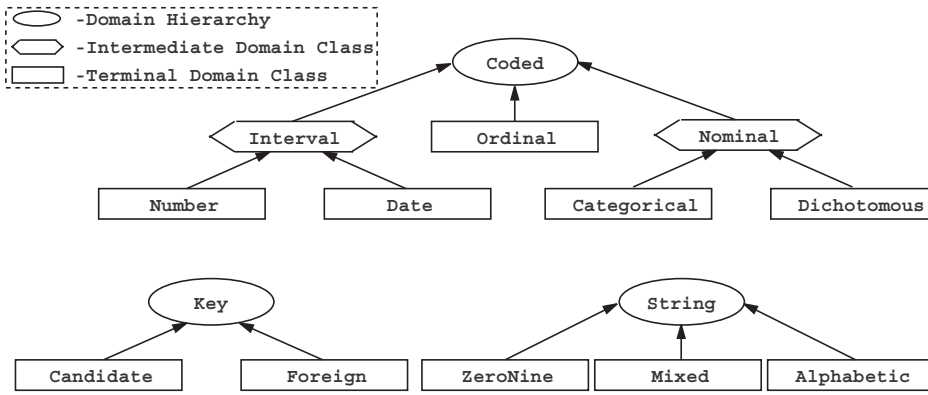 -Domain Hierarchy
-Intermediate Domain Class
-Terminal Domain Class
Coded
Interval
Ordinal
Nominal
Number
Date
Categorical
Dichotomous
Key
String
Candidate
Foreign
ZeroNine
Mixed
Alphabetic